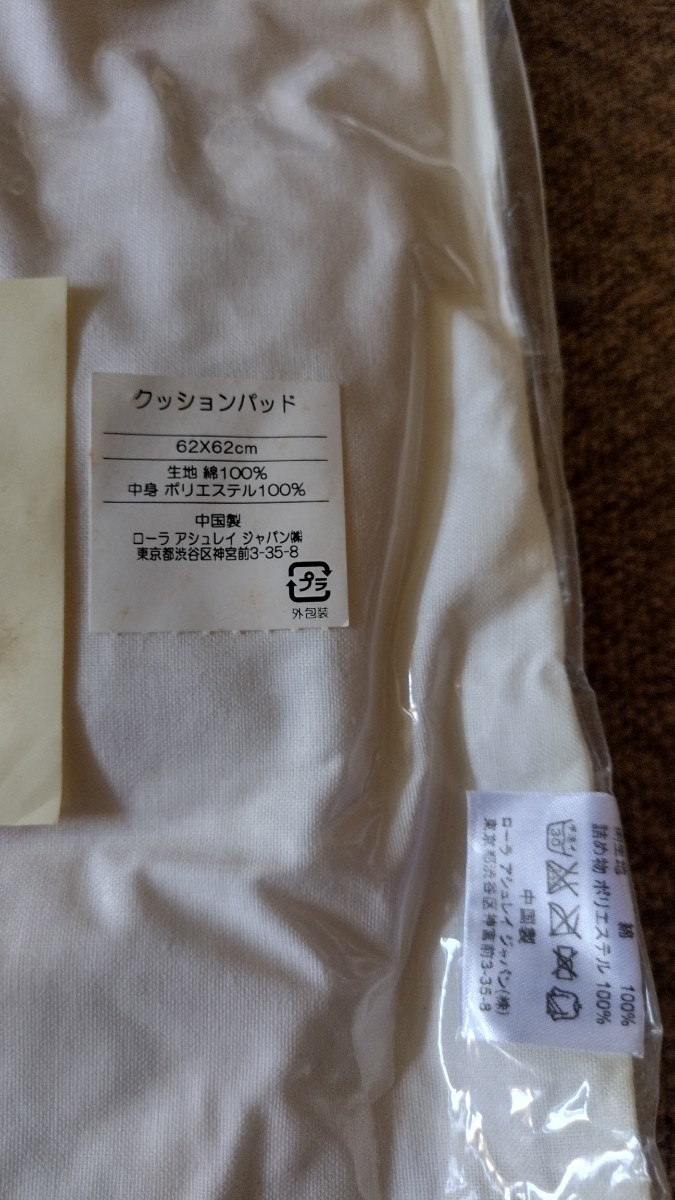 クッションパッド
62X62cm
生地 綿100%
中身 ポリエステル100%
中国製
ローラ アシュレイ ジャパン㈱
東京都渋谷区神宮前3-35-8
プラ
外包装
生地 綿 100%
詰め物 ポリエステル 100%
30
中国製
ローラ アシュレイ ジャパン(株)
東京都渋谷区神宮前3-35-8